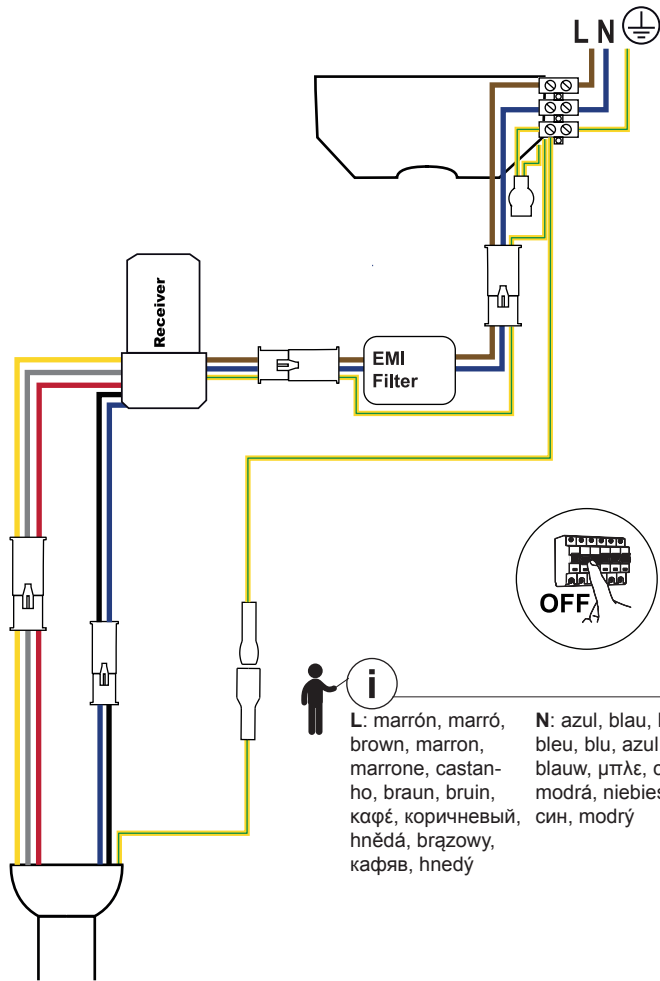 L N
Receiver
EMI
Filter
OFF
i
L: marrón, marró,
brown, marron,
marrone, castan-
ho, braun, bruin,
καφέ, коричневый,
hnědá, brązowy,
кафяв, hnedý
N: azul, blau,
bleu, blu, azul
blauw, μπλε,
modrá,
син, modrý